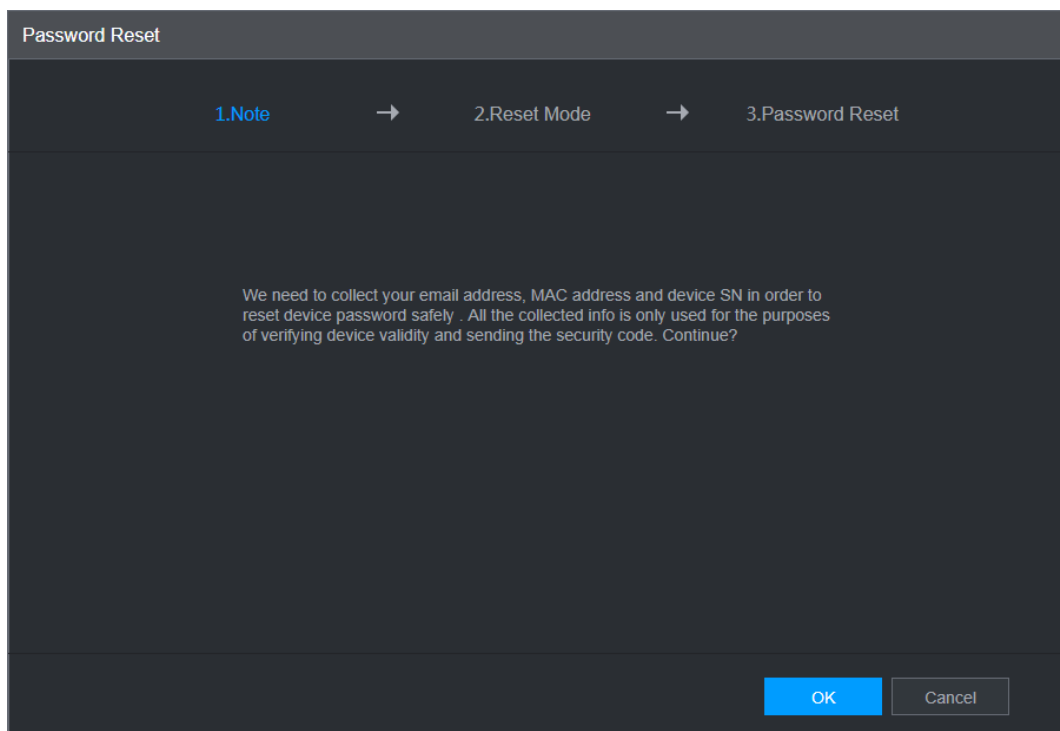 Password Reset
1.Note → 2.Reset Mode → 3.Password Reset
We need to collect your email address, MAC address and device SN in order to
reset device password safely . All the collected info is only used for the purposes
of verifying device validity and sending the security code. Continue?
OK Cancel